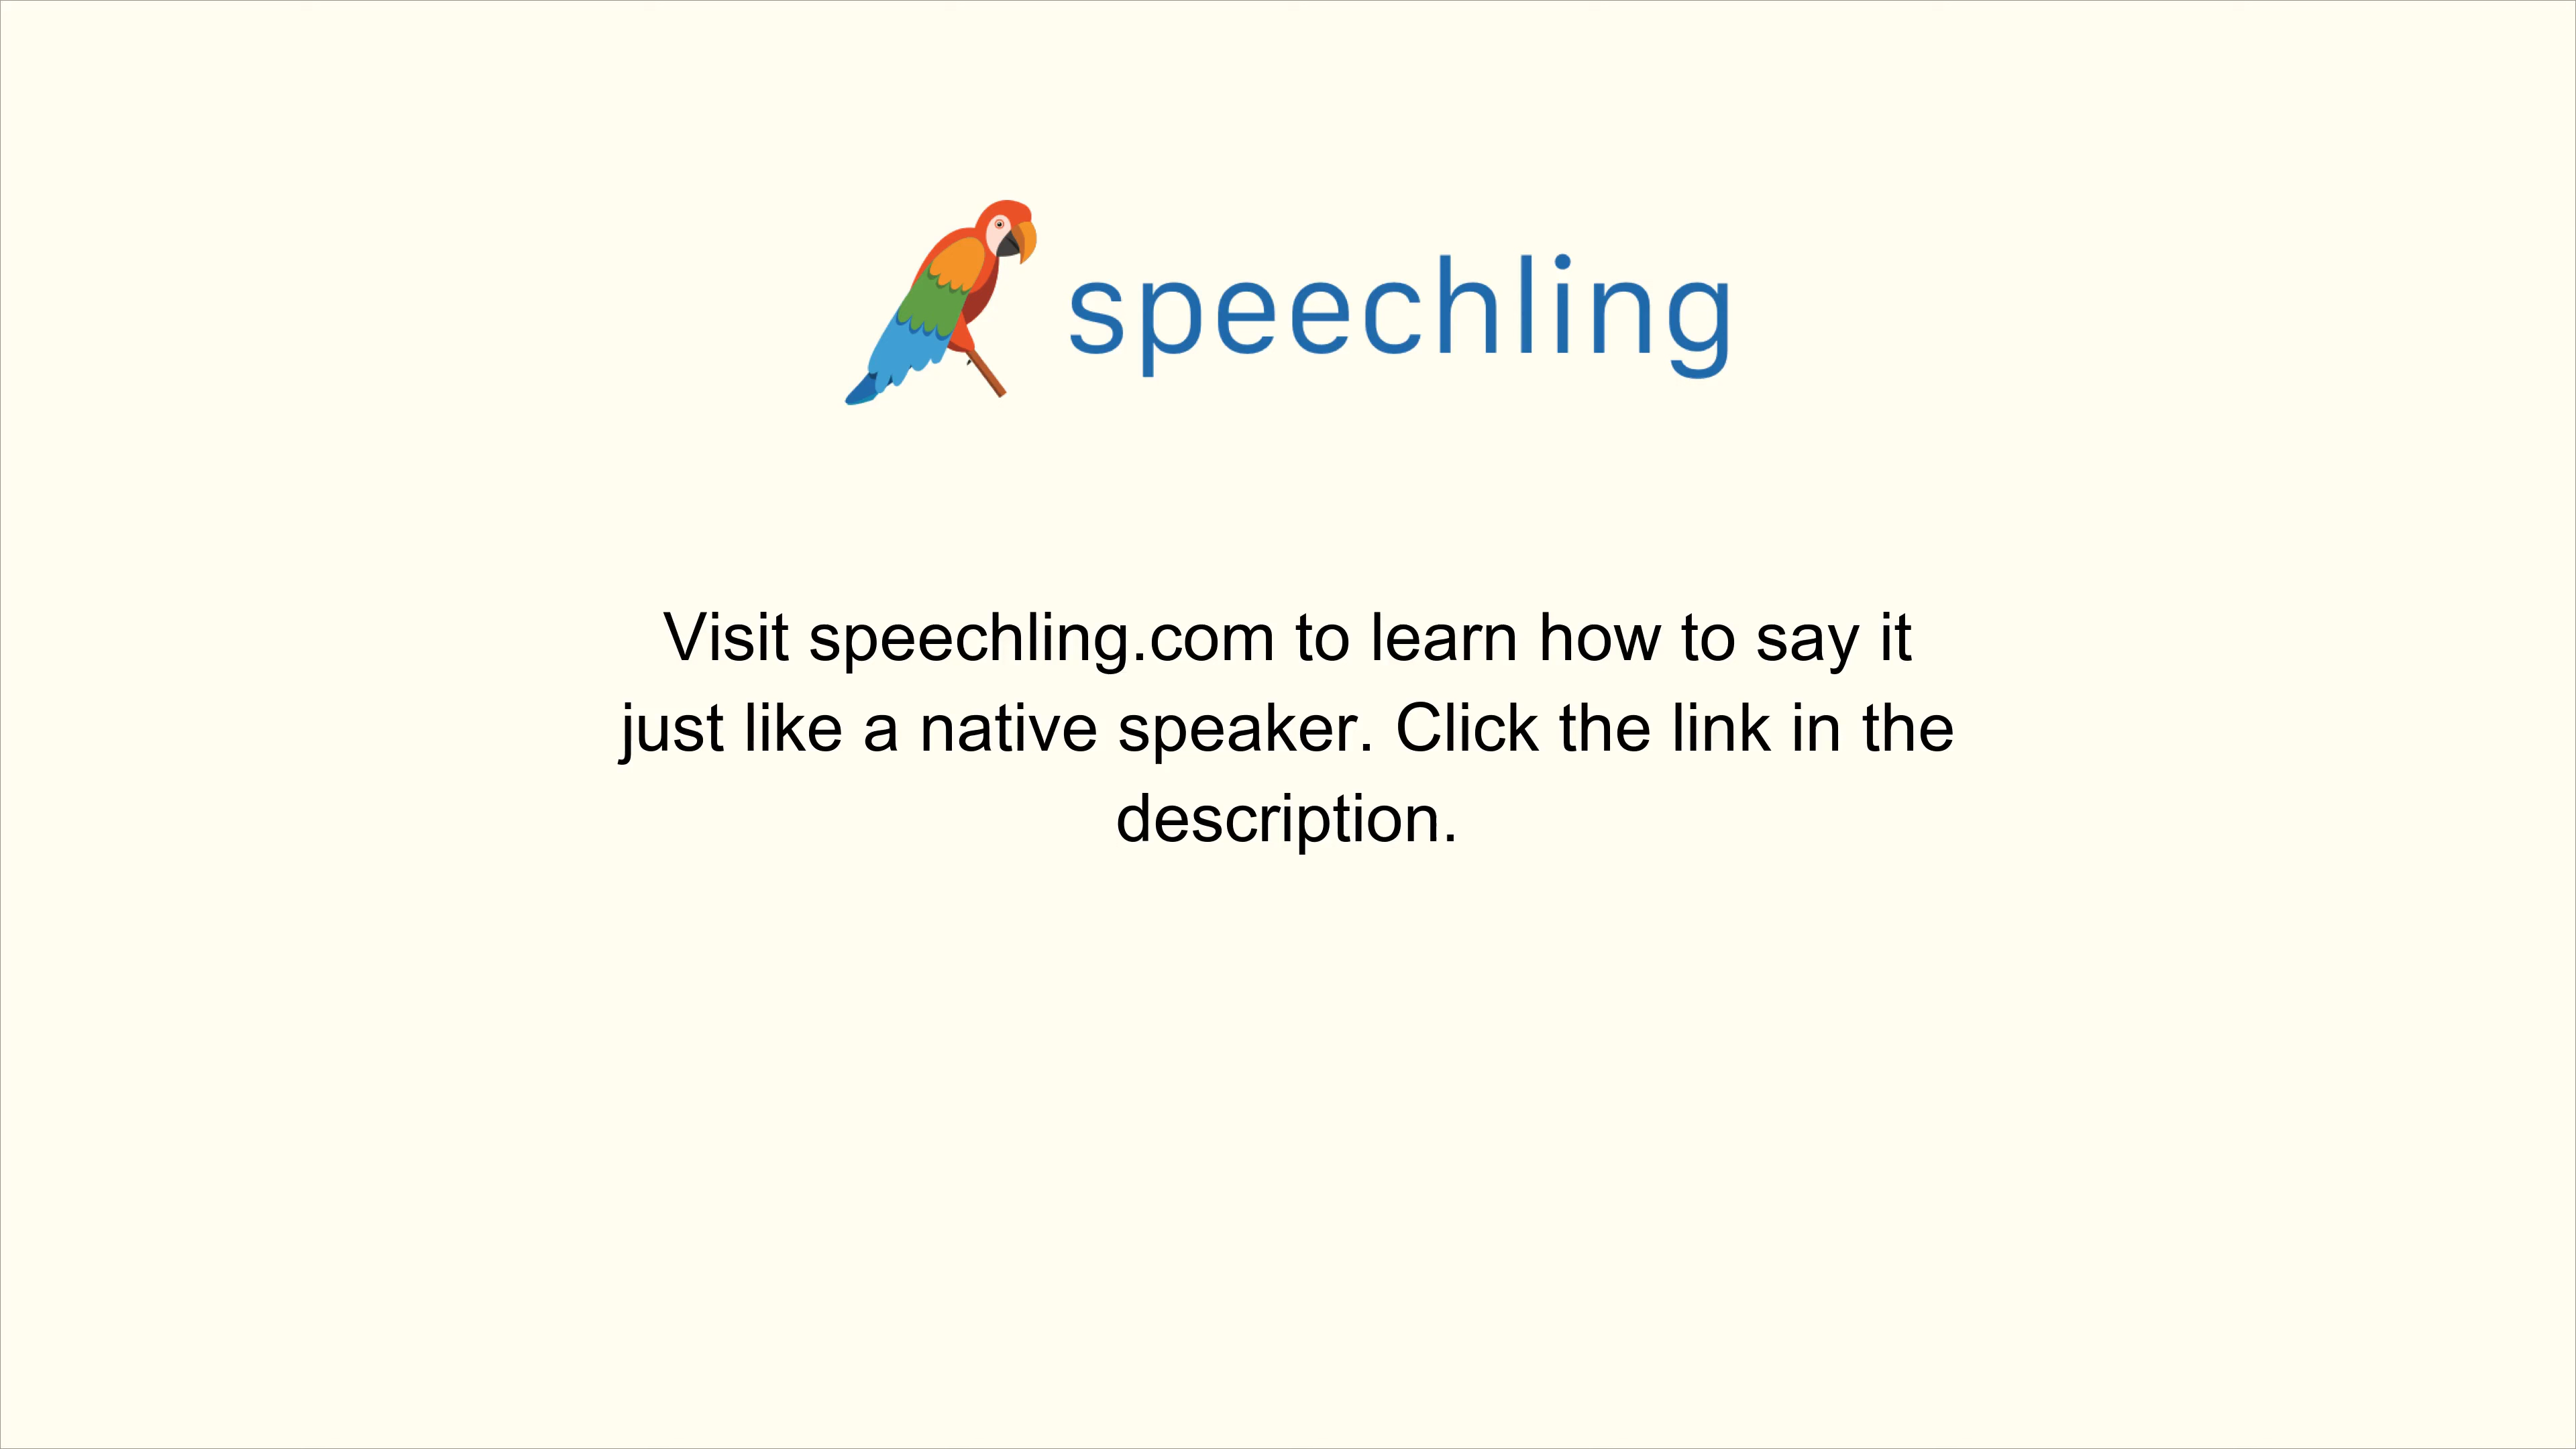 speechling
Visit speechling.com to learn how to say it
just like a native speaker. Click the link in the
description.